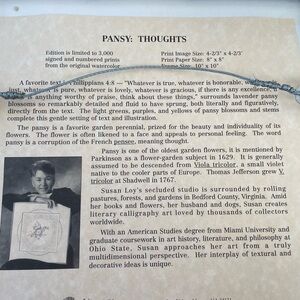 PANSY: THOUGHTS
Edition is limited to 3,000
signed and numbered prints
from the original watercolor
Print Image Size: 4-2/3" x 4-2/3"
Print Paper Size: 8" x 8"
Frame Size: 10" x 10"
A favorite text is Philippians 4:8 — "Whatever is true, whatever is honorable, whatever is
just, whatever is pure, whatever is lovely, whatever is gracious, if there is any excellence, if
there is anything worthy of praise, think about these things," surrounds lavender pansy
blossoms so remarkably detailed and fluid to have sprung, both literally and figuratively,
directly from the text. The light greens, purples, and yellows of pansy blossoms and stems
complete this gentle setting of text and illustration.
The pansy is a favorite garden perennial, prized for the beauty and individuality of its
flowers. The flower is often likened to a face and appeals to personal feeling. The word
pansy is a corruption of the French pensee, meaning thought.
Pansy is one of the oldest garden flowers, it is mentioned by
Parkinson as a flower-garden subject in 1629. It is generally
assumed to be descended from Viola tricolor, a small violet
native to the cooler parts of Europe. Thomas Jefferson grew V.
tricolor at Shadwell in 1767.
Susan Loy's secluded studio is surrounded by rolling
pastures, forests, and gardens in Bedford County, Virginia. Amid
her books and flowers, her husband and dogs, Susan creates
literary calligraphy art loved by thousands of collectors
worldwide.
With an American Studies degree from Miami University and
graduate coursework in art history, literature, and philosophy at
Ohio State, Susan approaches her art from a truly
multidimensional perspective. Her interplay of textural and
decorative ideas is unique.